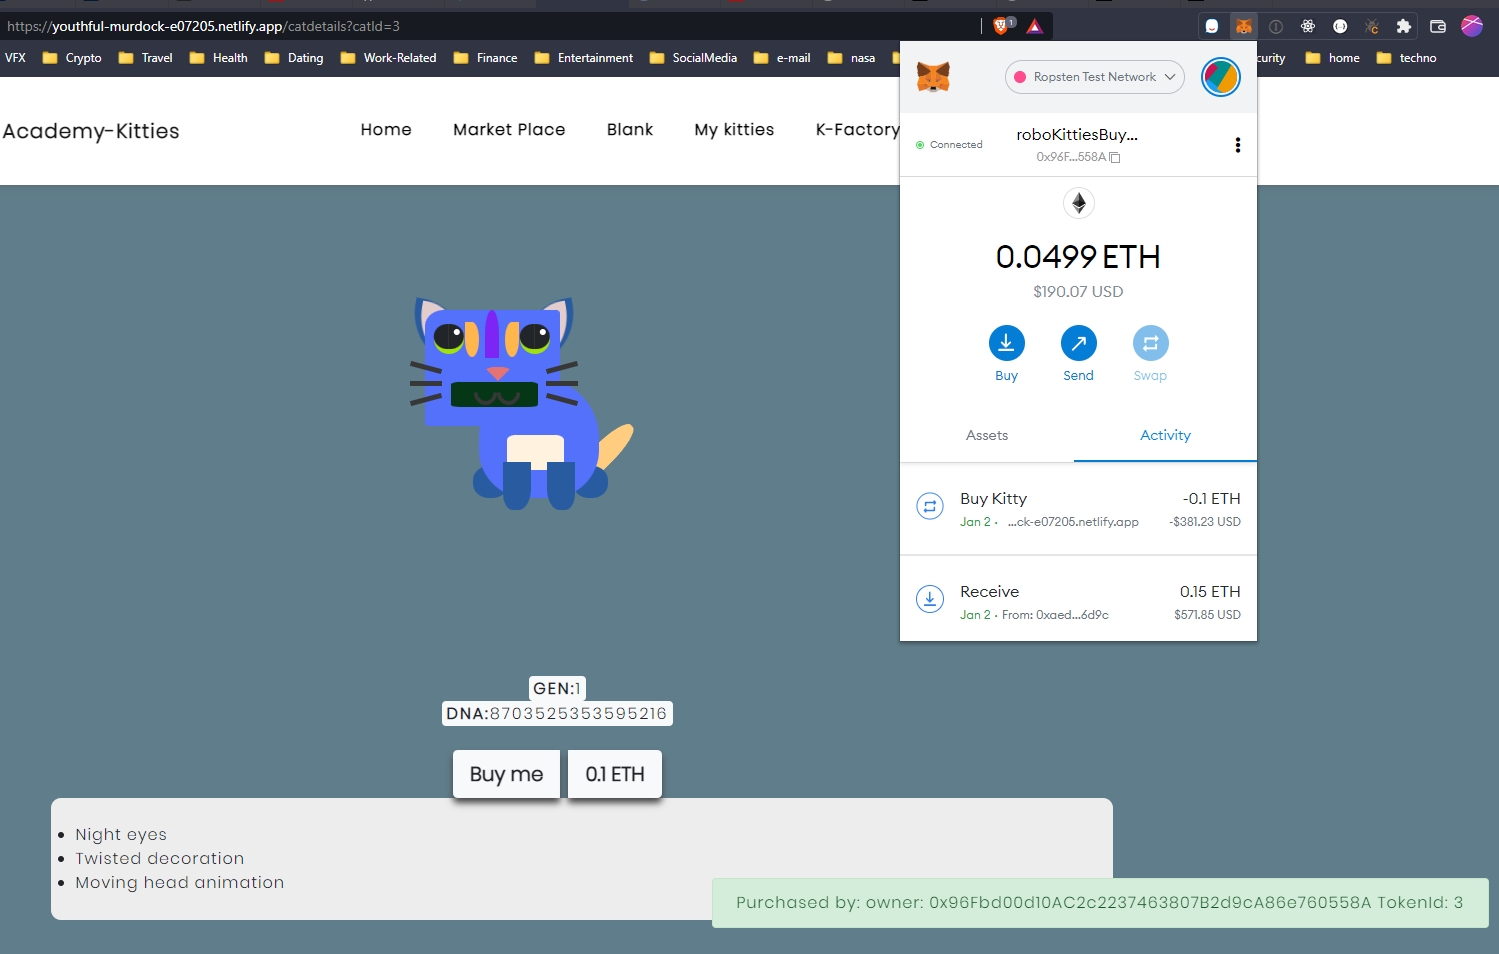 https://youthful-murdock-e07205.netlify.app/catdetails?catId=3
1
VFX Crypto Travel Health Dating Work-Related Finance Entertainment SocialMedia e-mail nasa home techno
Academy-Kitties
Home Market Place Blank My kitties K-Factory
Ropsten Test Network
Connected
roboKittiesBuy...
0x96F...558A
0.0499 ETH
$190.07 USD
Buy Send Swap
Assets Activity
Buy Kitty -0.1 ETH
Jan 2 · ...ck-e07205.netlify.app -$381.23 USD
Receive 0.15 ETH
Jan 2 · From: 0xaed...6d9c $571.85 USD
GEN:1
DNA:8703525353595216
Buy me 0.1 ETH
Night eyes
Twisted decoration
Moving head animation
Purchased by: owner: 0x96Fbd00d10AC2c2237463807B2d9cA86e760558A TokenId: 3